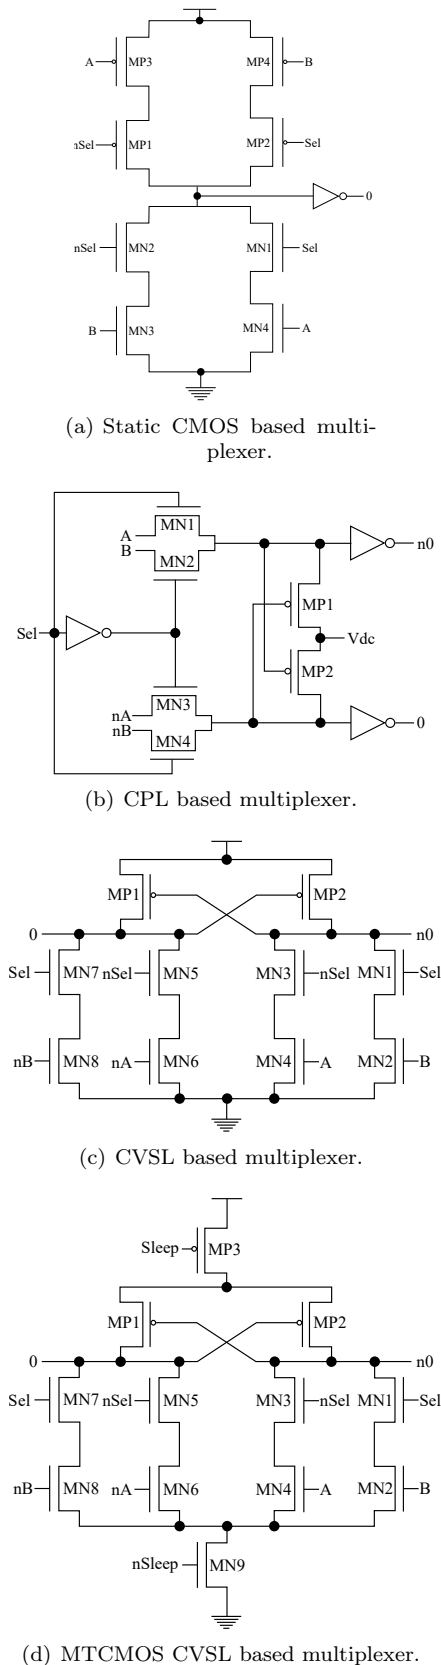 A MP3 MP4 B
nSel MP1 MP2 Sel
0
nSel MN2 MN1 Sel
B MN3 MN4 A
(a) Static CMOS based multi-
plexer.
MN1
A
B
MN2
n0
MP1
Sel
Vdc
MP2
MN3
nA
nB
MN4
0
(b) CPL based multiplexer.
MP1 MP2
0 n0
Sel MN7 nSel MN5 MN3 nSel MN1 Sel
nB MN8 nA MN6 MN4 A MN2 B
(c) CVSL based multiplexer.
Sleep MP3
MP1 MP2
0 n0
Sel MN7 nSel MN5 MN3 nSel MN1 Sel
nB MN8 nA MN6 MN4 A MN2 B
nSleep MN9
(d) MTCMOS CVSL based multiplexer.